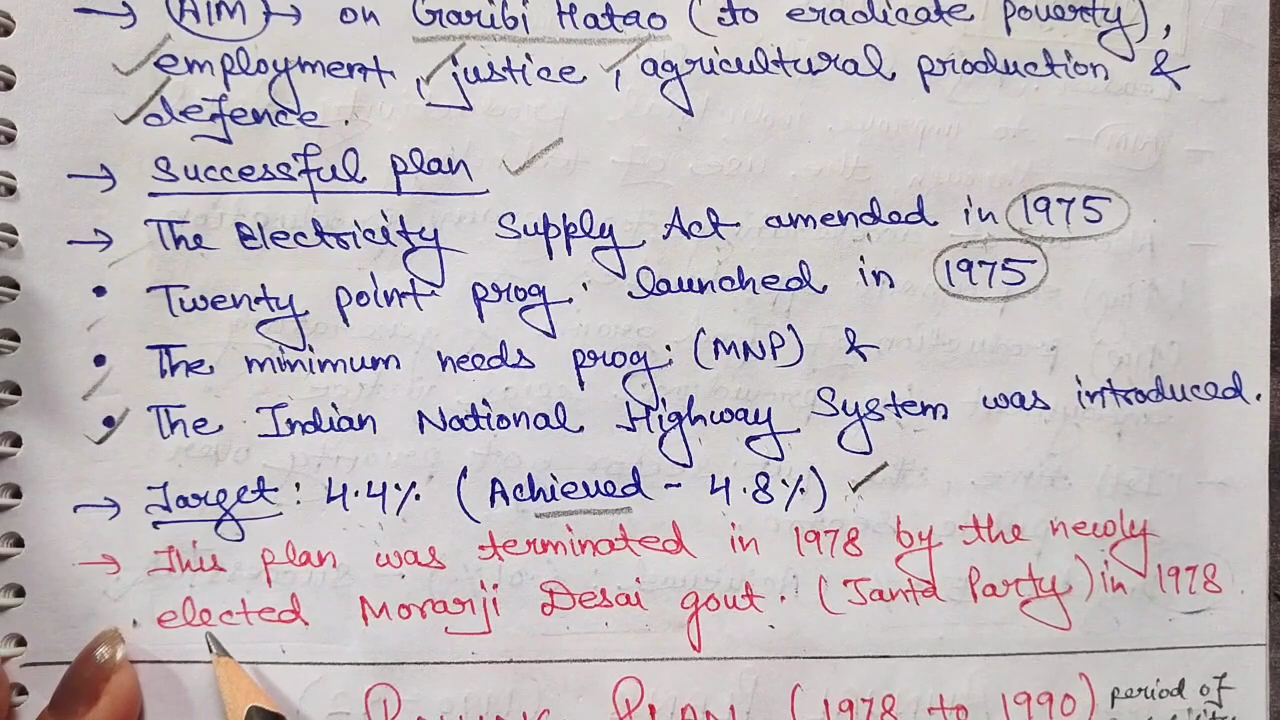 → (AIM) → on Garibi Hatao (to eradicate poverty),
employment, justice, agricultural production &
defence.
→ Successful plan
→ The Electricity Supply Act amended in 1975
• Twenty point prog. launched in 1975
• The minimum needs prog. (MNP) &
• The Indian National Highway System was introduced.
→ Target : 4.4% (Achieved - 4.8%)
→ This plan was terminated in 1978 by the newly
elected Morarji Desai govt. (Janta Party) in 1978
PLAN (1978 to 1990) period of